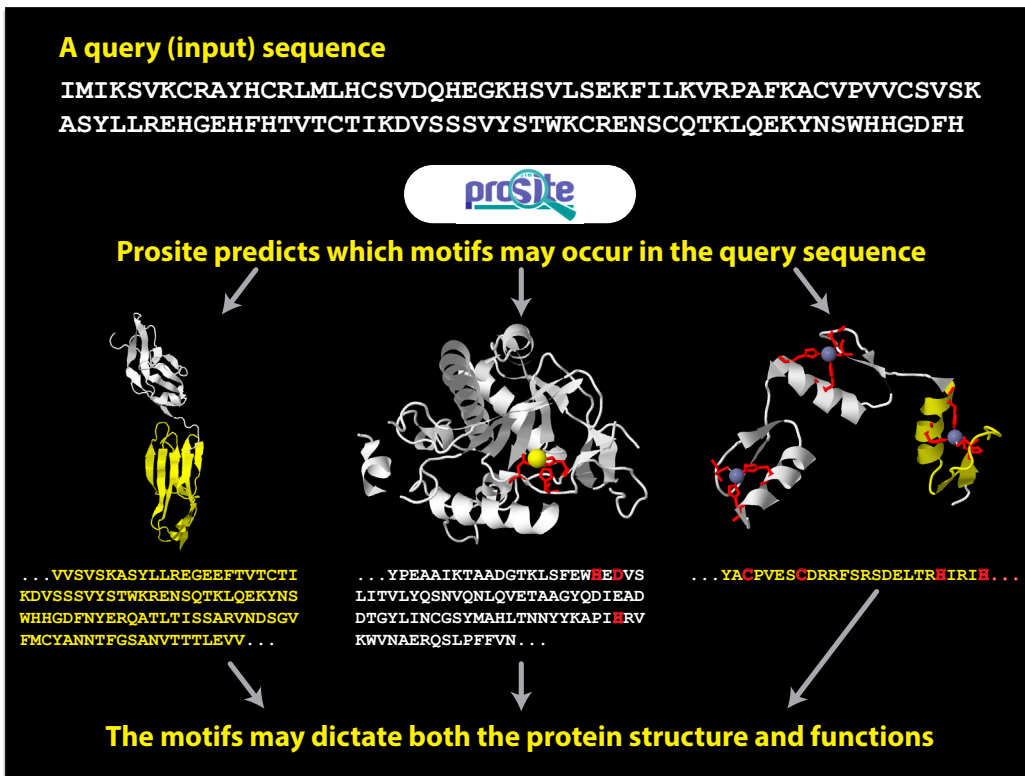 A query (input) sequence
IMIKSVKCRAYHCRLMLHCSVDQHEGKHSVLSEKFILKVRPAFKACVPVVCSVSK
ASYLLREHGEHFHTVTCTIKDVSSSVYSTWKCRENSCQTKLQEKYNSWHHGDFH
prosite
Prosite predicts which motifs may occur in the query sequence
...VVSVSKASYLLREGEEFTVTCTI
KDVSSSVYSTWKRENSQTKLQEKYNS
WHHGDFNYERQATLTISSARVNDSGV
FMCYANNTFGSANVTTTLEVV...
...YPEAAIKTAADGTKLSFEWHEDVS
LITVLYQSNVQNLQVETAAGYQDIEAD
DTGYLINCGSYMAHLTNNYYKAPIHRV
KWVNAERQSLPFFVN...
...YACPVESCDRRFSRSDELTRHIRIH...
The motifs may dictate both the protein structure and functions